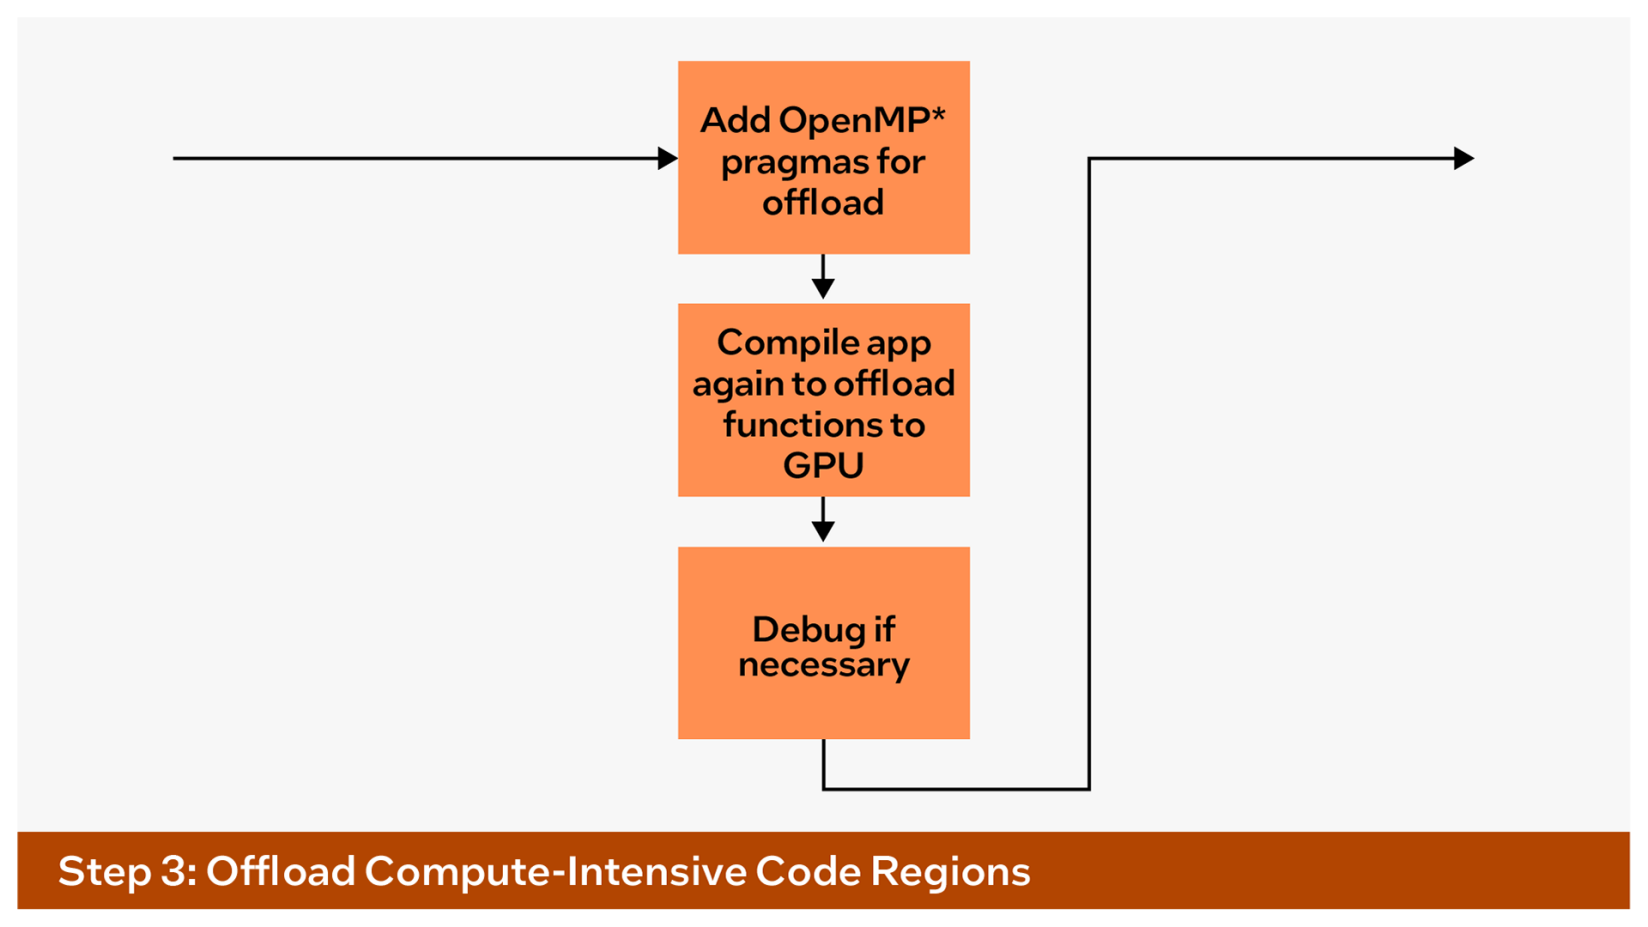 Add OpenMP*
pragmas for
offload
Compile app
again to offload
functions to
GPU
Debug if
necessary
Step 3: Offload Compute-Intensive Code Regions